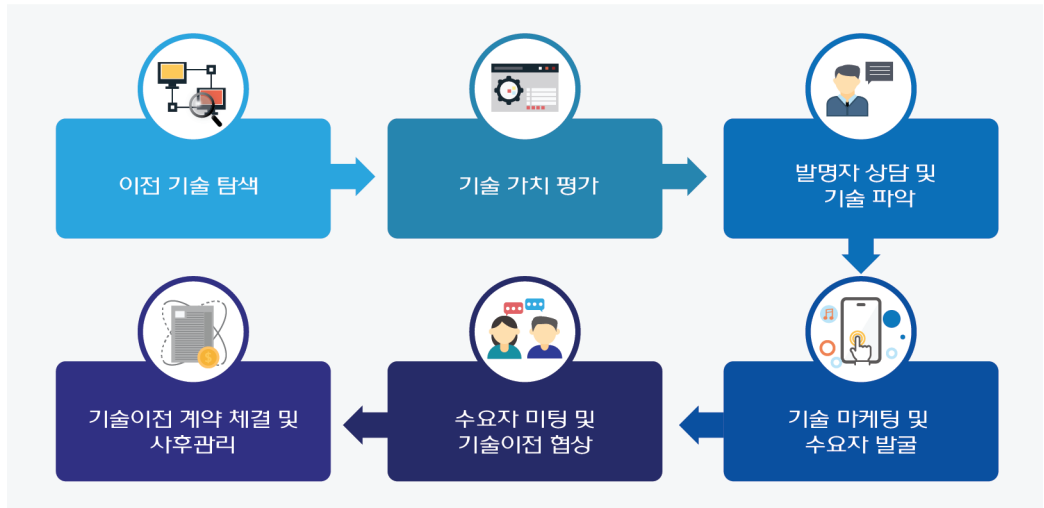 이전 기술 탐색
기술 가치 평가
발명자 상담 및
기술 파악
기술 마케팅 및
수요자 발굴
수요자 미팅 및
기술이전 협상
기술이전 계약 체결 및
사후관리
$